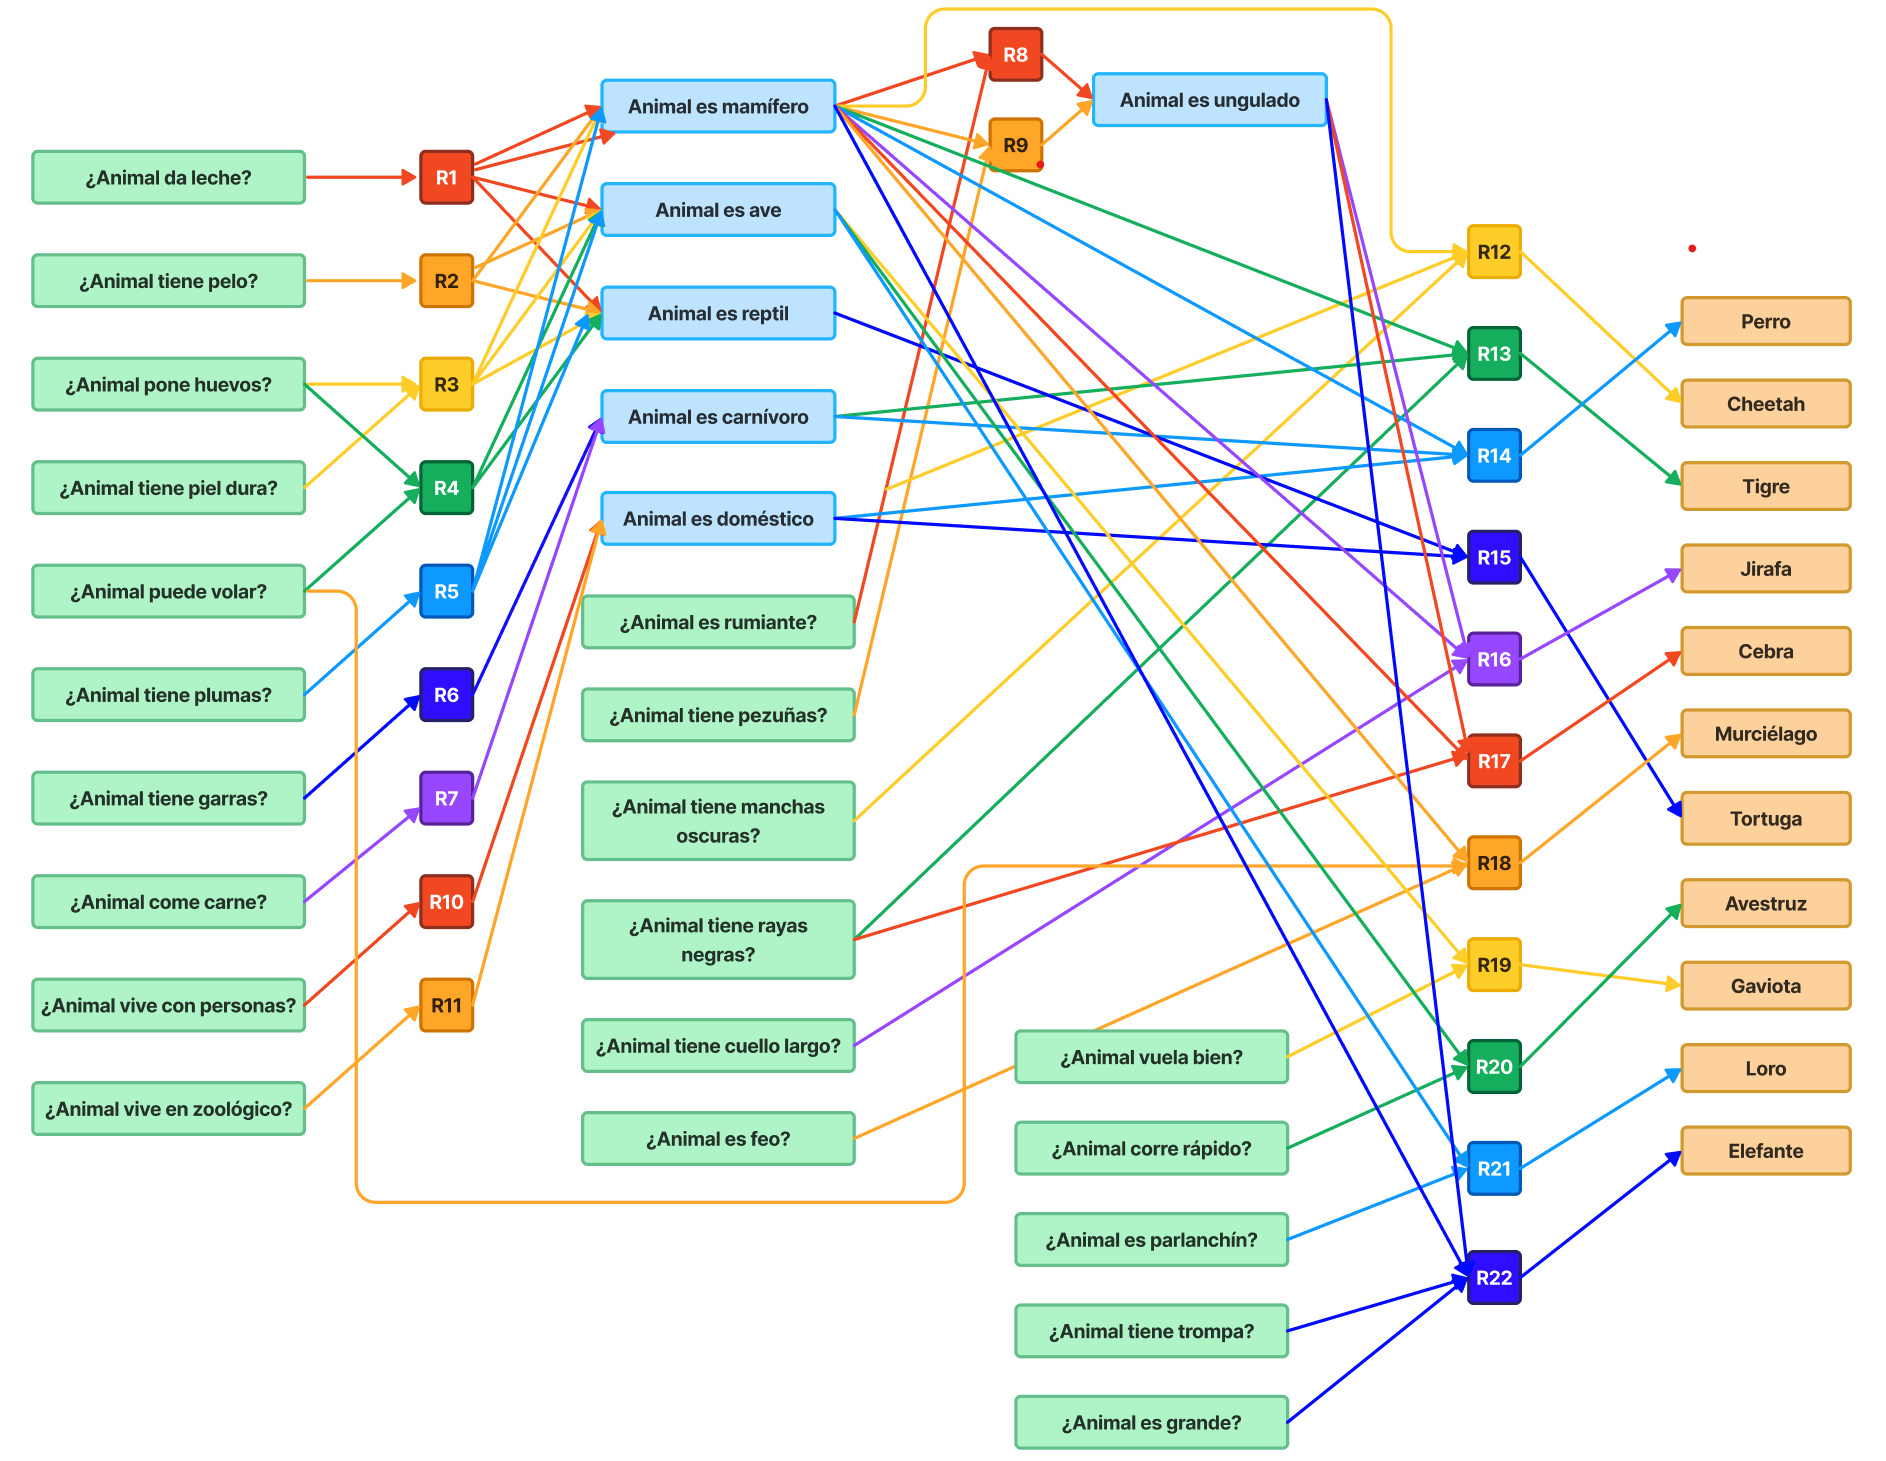 ¿Animal da leche?
¿Animal tiene pelo?
¿Animal pone huevos?
¿Animal tiene piel dura?
¿Animal puede volar?
¿Animal tiene plumas?
¿Animal tiene garras?
¿Animal come carne?
¿Animal vive con personas?
¿Animal vive en zoológico?
R1
R2
R3
R4
R5
R6
R7
R10
R11
Animal es mamífero
Animal es ave
Animal es reptil
Animal es carnívoro
Animal es doméstico
¿Animal es rumiante?
¿Animal tiene pezuñas?
¿Animal tiene manchas
oscuras?
¿Animal tiene rayas
negras?
¿Animal tiene cuello largo?
¿Animal es feo?
R8
R9
Animal es ungulado
¿Animal vuela bien?
¿Animal corre rápido?
¿Animal es parlanchín?
¿Animal tiene trompa?
¿Animal es grande?
R12
R13
R14
R15
R16
R17
R18
R19
R20
R21
R22
Perro
Cheetah
Tigre
Jirafa
Cebra
Murciélago
Tortuga
Avestruz
Gaviota
Loro
Elefante